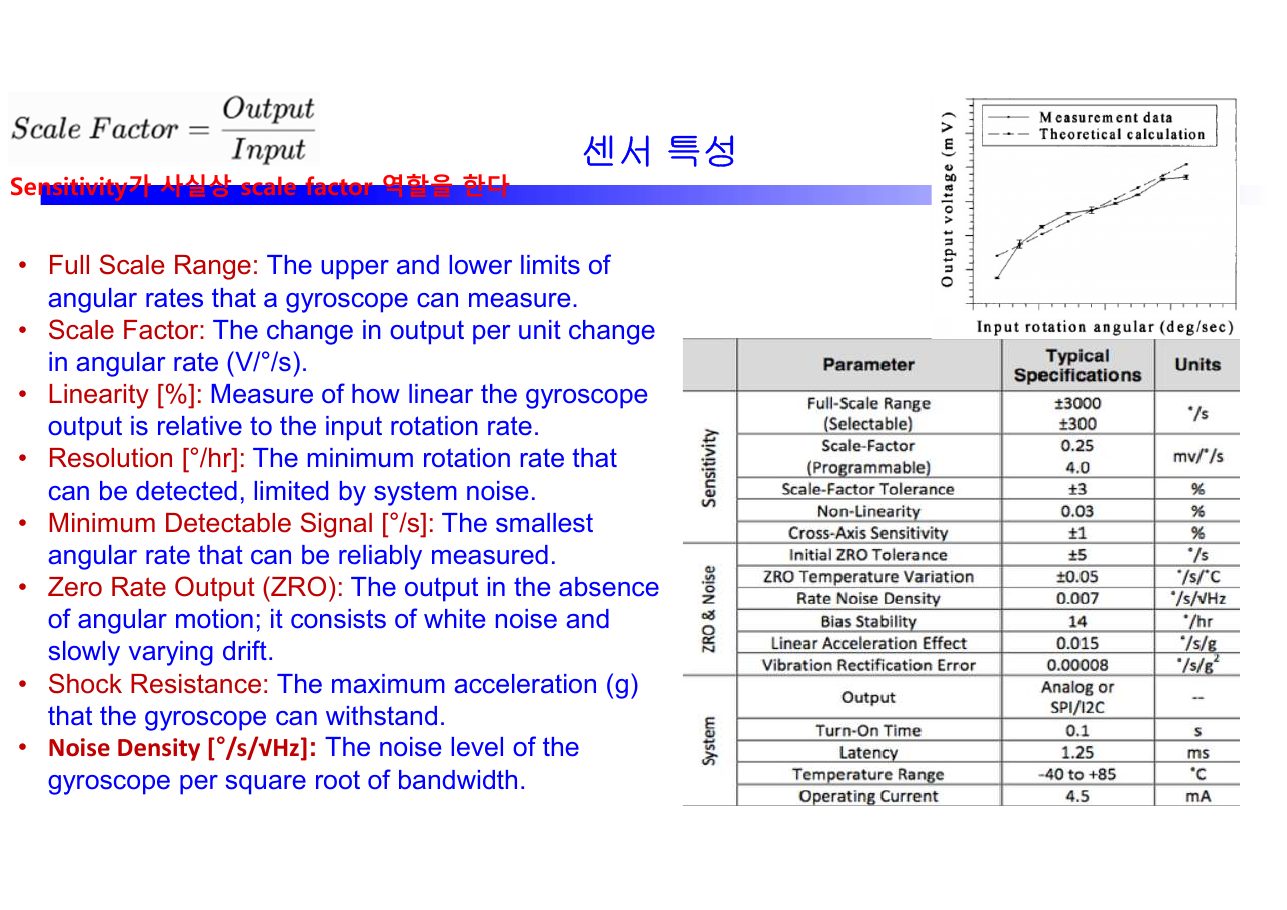 Scale Factor = Output / Input
센서 특성
Sensitivity가 사실상 scale factor 역할을 한다
• Full Scale Range: The upper and lower limits of
angular rates that a gyroscope can measure.
• Scale Factor: The change in output per unit change
in angular rate (V/°/s).
• Linearity [%]: Measure of how linear the gyroscope
output is relative to the input rotation rate.
• Resolution [°/hr]: The minimum rotation rate that
can be detected, limited by system noise.
• Minimum Detectable Signal [°/s]: The smallest
angular rate that can be reliably measured.
• Zero Rate Output (ZRO): The output in the absence
of angular motion; it consists of white noise and
slowly varying drift.
• Shock Resistance: The maximum acceleration (g)
that the gyroscope can withstand.
• Noise Density [°/s/√Hz]: The noise level of the
gyroscope per square root of bandwidth.
Measurement data
Theoretical calculation
Output voltage (mV)
Input rotation angular (deg/sec)
Parameter Typical Specifications Units
Sensitivity
Full-Scale Range (Selectable) ±3000 ±300 °/s
Scale-Factor (Programmable) 0.25 4.0 mv/°/s
Scale-Factor Tolerance ±3 %
Non-Linearity 0.03 %
Cross-Axis Sensitivity ±1 %
ZRO & Noise
Initial ZRO Tolerance ±5 °/s
ZRO Temperature Variation ±0.05 °/s/°C
Rate Noise Density 0.007 °/s/√Hz
Bias Stability 14 °/hr
Linear Acceleration Effect 0.015 °/s/g
Vibration Rectification Error 0.00008 °/s/g²
System
Output Analog or SPI/I2C --
Turn-On Time 0.1 s
Latency 1.25 ms
Temperature Range -40 to +85 °C
Operating Current 4.5 mA